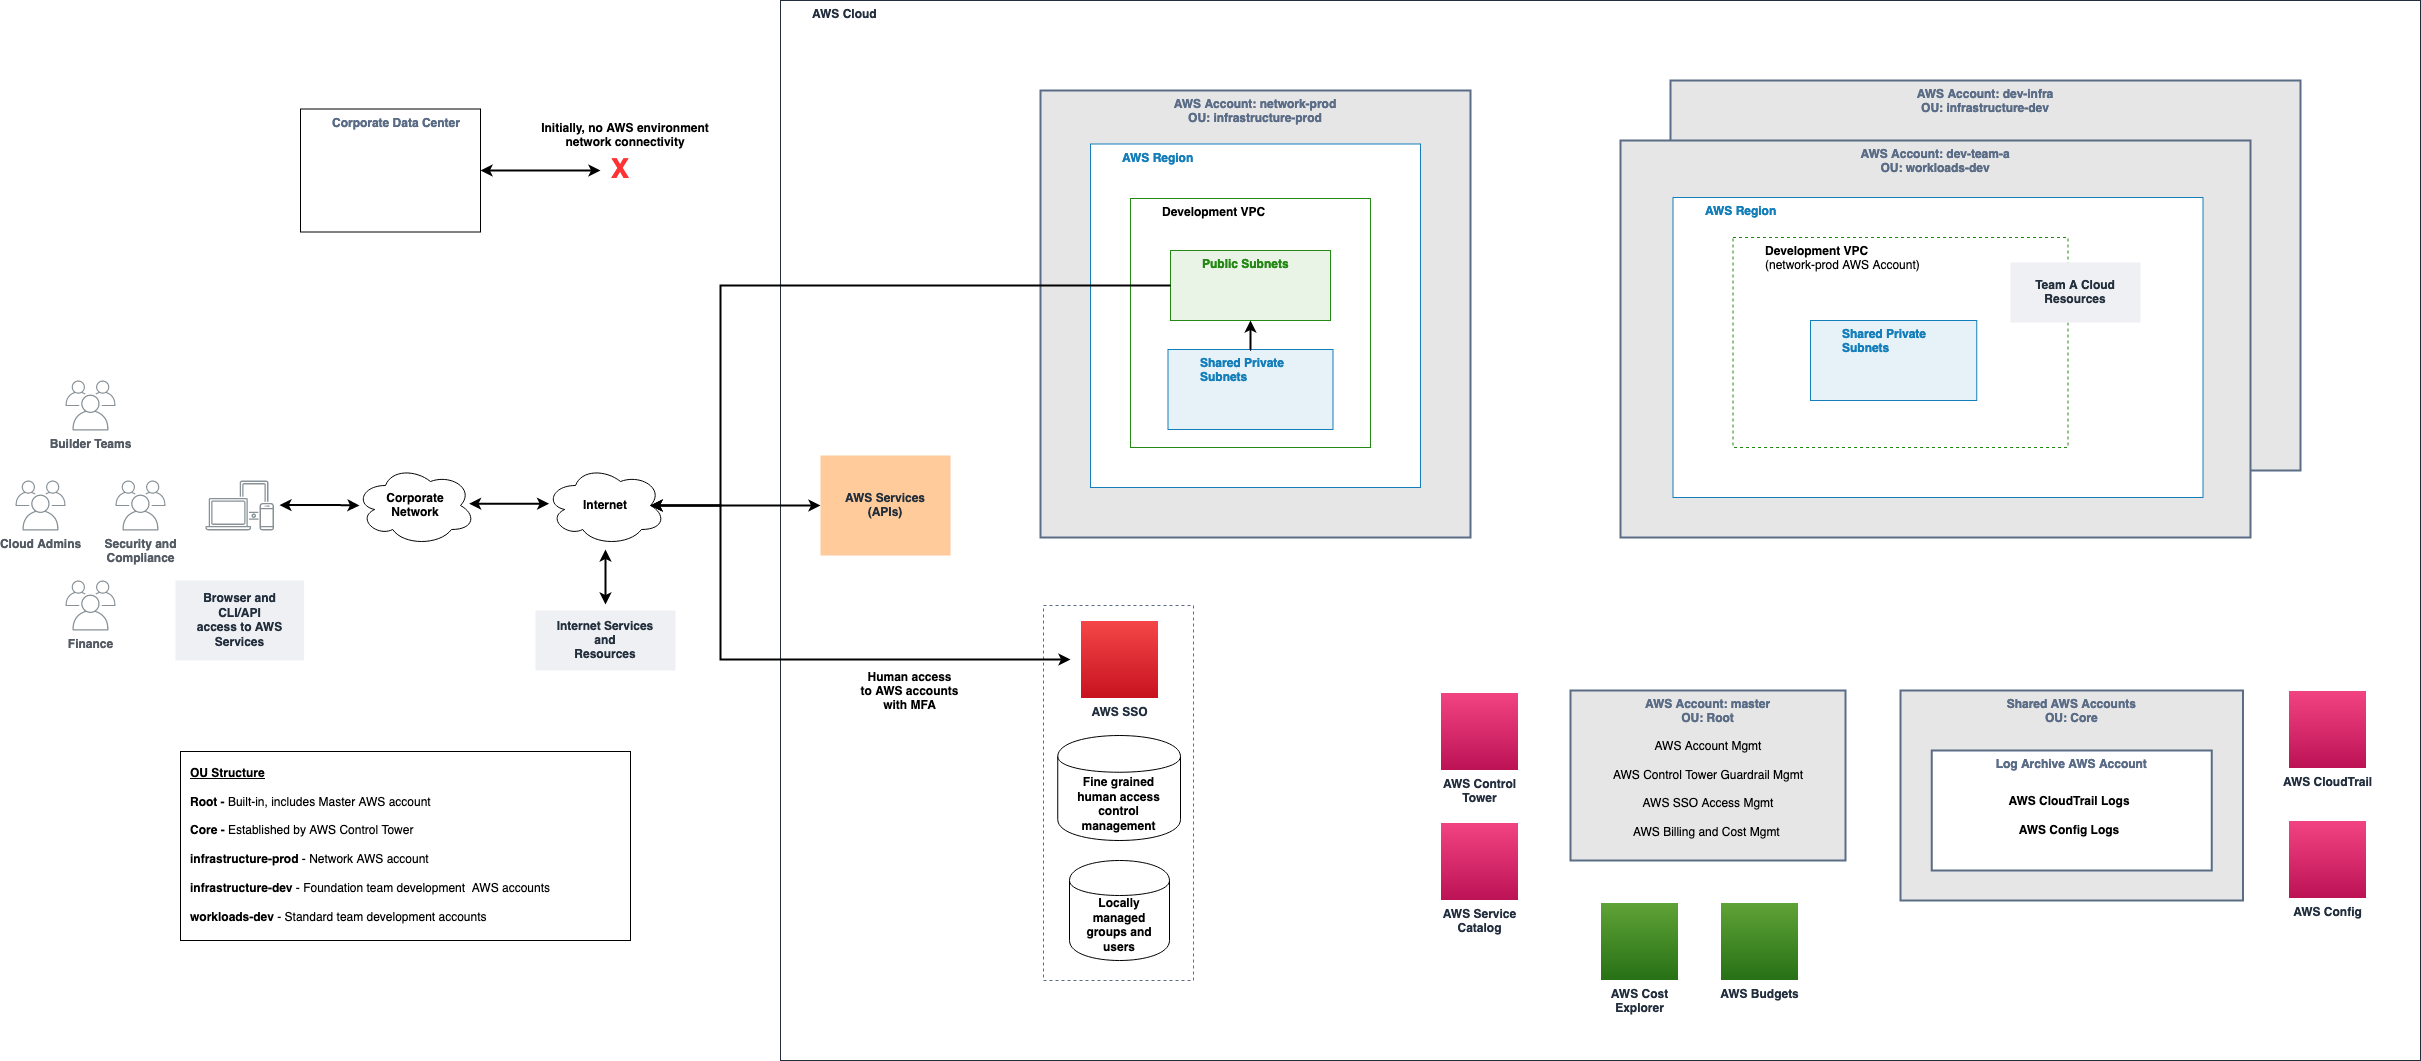 AWS Cloud
Corporate Data Center
Initially, no AWS environment
network connectivity
X
AWS Account: network-prod
OU: infrastructure-prod
AWS Region
Development VPC
Public Subnets
Shared Private
Subnets
AWS Account: dev-infra
OU: infrastructure-dev
AWS Account: dev-team-a
OU: workloads-dev
AWS Region
Development VPC
(network-prod AWS Account)
Team A Cloud
Resources
Shared Private
Subnets
Builder Teams
Cloud Admins
Security and
Compliance
Finance
Browser and
CLI/API
access to AWS
Services
Corporate
Network
Internet
Internet Services
and
Resources
AWS Services
(APIs)
Human access
to AWS accounts
with MFA
AWS SSO
Fine grained
human access
control
management
Locally
managed
groups and
users
OU Structure
Root - Built-in, includes Master AWS account
Core - Established by AWS Control Tower
infrastructure-prod - Network AWS account
infrastructure-dev - Foundation team development  AWS accounts
workloads-dev - Standard team development accounts
AWS Control
Tower
AWS Service
Catalog
AWS Account: master
OU: Root
AWS Account Mgmt
AWS Control Tower Guardrail Mgmt
AWS SSO Access Mgmt
AWS Billing and Cost Mgmt
AWS Cost
Explorer
AWS Budgets
Shared AWS Accounts
OU: Core
Log Archive AWS Account
AWS CloudTrail Logs
AWS Config Logs
AWS CloudTrail
AWS Config